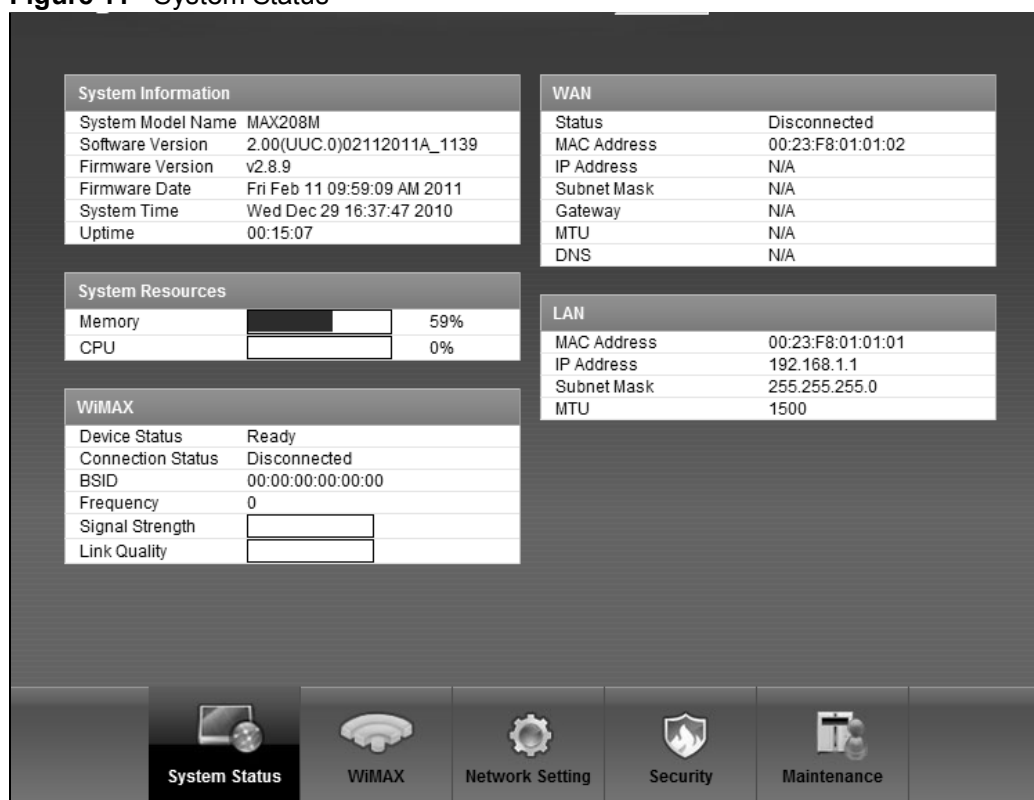 Figure 11 System Status
System Information
System Model Name MAX208M
Software Version 2.00(UUC.0)02112011A_1139
Firmware Version v2.8.9
Firmware Date Fri Feb 11 09:59:09 AM 2011
System Time Wed Dec 29 16:37:47 2010
Uptime 00:15:07
System Resources
Memory 59%
CPU 0%
WiMAX
Device Status Ready
Connection Status Disconnected
BSID 00:00:00:00:00:00
Frequency 0
Signal Strength
Link Quality
WAN
Status Disconnected
MAC Address 00:23:F8:01:01:02
IP Address N/A
Subnet Mask N/A
Gateway N/A
MTU N/A
DNS N/A
LAN
MAC Address 00:23:F8:01:01:01
IP Address 192.168.1.1
Subnet Mask 255.255.255.0
MTU 1500
System Status
WiMAX
Network Setting
Security
Maintenance